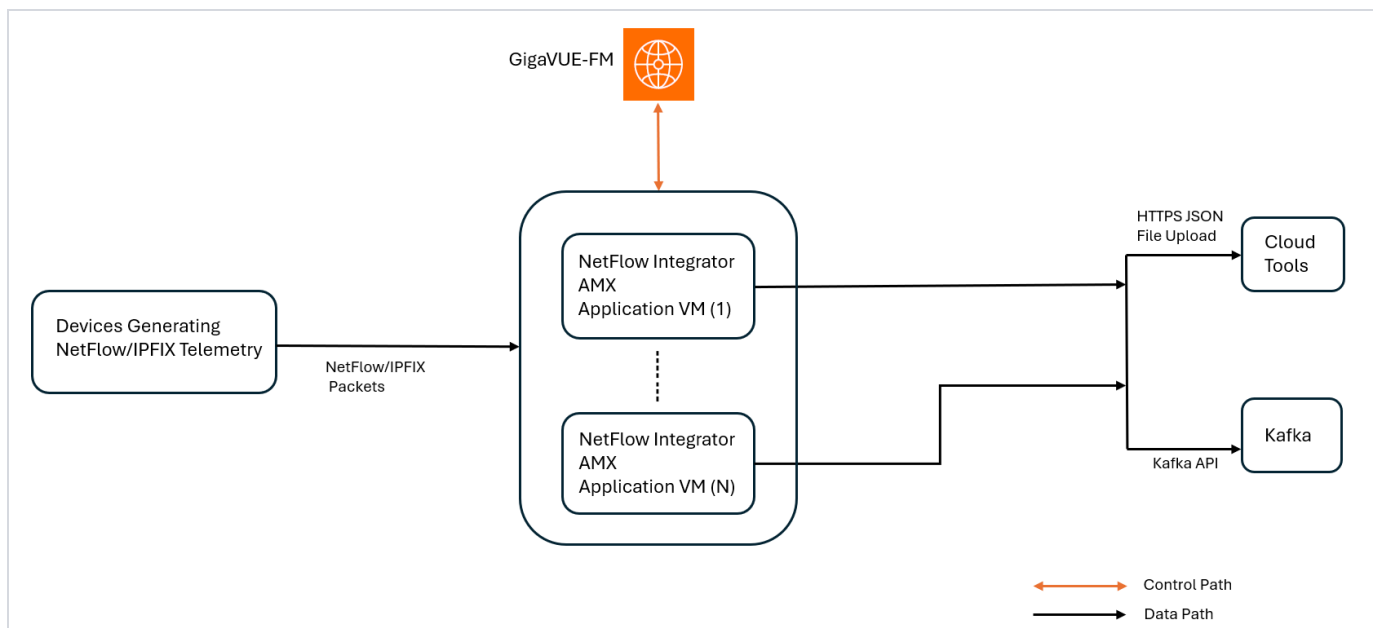 GigaVUE-FM
NetFlow Integrator
AMX
Application VM (1)
HTTPS JSON
File Upload
Cloud
Tools
Devices Generating
NetFlow/IPFIX Telemetry
NetFlow/IPFIX
Packets
NetFlow Integrator
AMX
Application VM (N)
Kafka
Kafka API
Control Path
Data Path